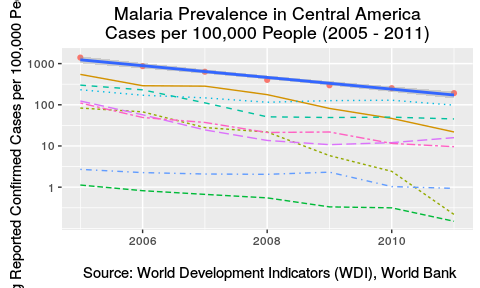 Malaria Prevalence in Central America
Cases per 100,000 People (2005 - 2011)
Reported Confirmed Cases per 100,000
1000
100
10
1
2006
2008
2010
Source: World Development Indicators (WDI), World Bank